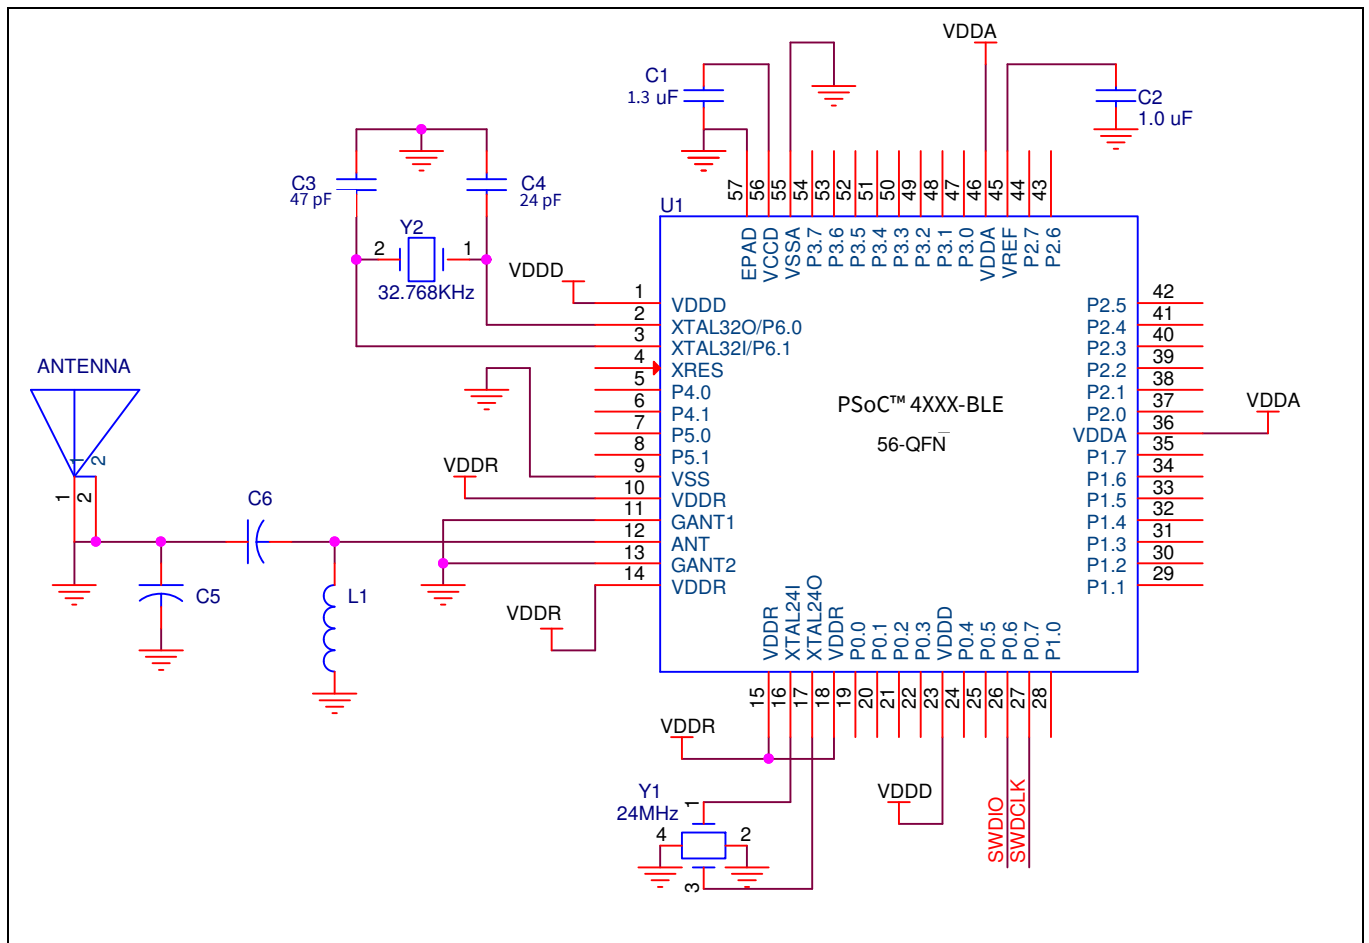 VDDA
C1
1.3 uF
C2
1.0 uF
C3
47 pF
C4
24 pF
Y2
2
1
32.768KHz
VDDD
57
56
55
54
53
52
51
50
49
48
47
46
45
44
43
U1
EPAD
VCCD
VSSA
P3.7
P3.6
P3.5
P3.4
P3.3
P3.2
P3.1
P3.0
VDDA
VREF
P2.7
P2.6
1
VDDD
2
XTAL32O/P6.0
3
XTAL32I/P6.1
4
XRES
5
P4.0
6
P4.1
7
P5.0
8
P5.1
9
VSS
10
VDDR
11
GANT1
12
ANT
13
GANT2
14
VDDR
P2.5
42
P2.4
41
P2.3
40
P2.2
39
P2.1
38
P2.0
37
VDDA
36
P1.7
35
P1.6
34
P1.5
33
P1.4
32
P1.3
31
P1.2
30
P1.1
29
VDDA
PSoC™ 4XXX-BLE
56-QFN
ANTENNA
1
2
1
2
VDDR
C6
C5
L1
VDDR
VDDR
XTAL24I
XTAL24O
VDDR
P0.0
P0.1
P0.2
P0.3
VDDD
P0.4
P0.5
P0.6
P0.7
P1.0
15
16
17
18
19
20
21
22
23
24
25
26
27
28
VDDR
Y1
24MHz
1
4
2
3
VDDD
SWDIO
SWDCLK